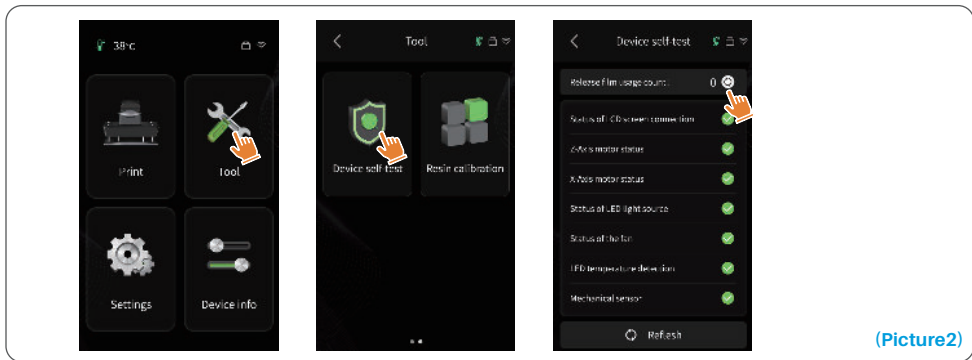 38°C
Print
Tool
Settings
Device info
Tool
Device self-test
Resin calibration
Device self-test
Release film usage count: 0
Status of LCD screen connection
Z-Axis motor status
X-Axis motor status
Status of LED light source
Status of the fan
LED temperature detection
Mechanical sensor
Reflesh
(Picture2)